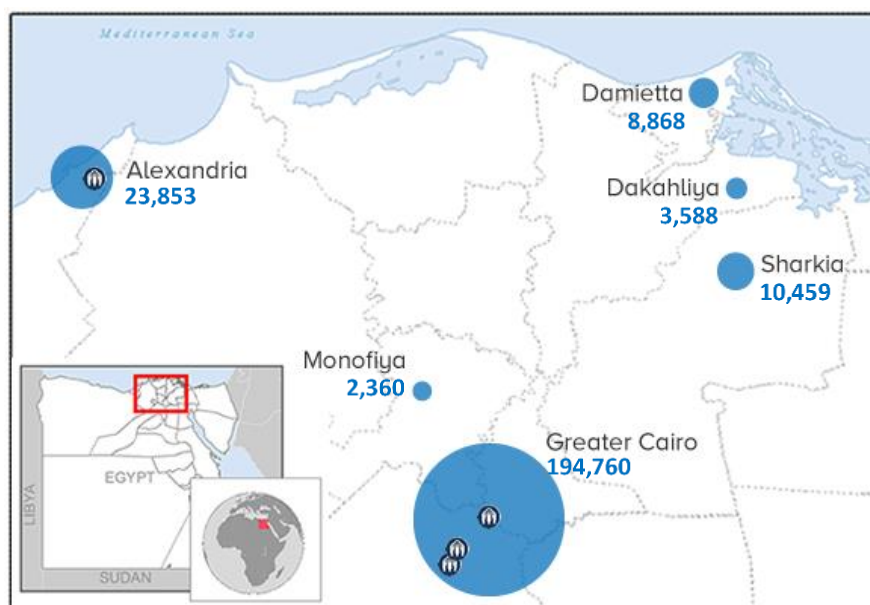 Mediterranean Sea
Damietta
8,868
Alexandria
23,853
Dakahliya
3,588
Sharkia
10,459
Monofiya
2,360
Greater Cairo
194,760
EGYPT
LIBYA
SUDAN